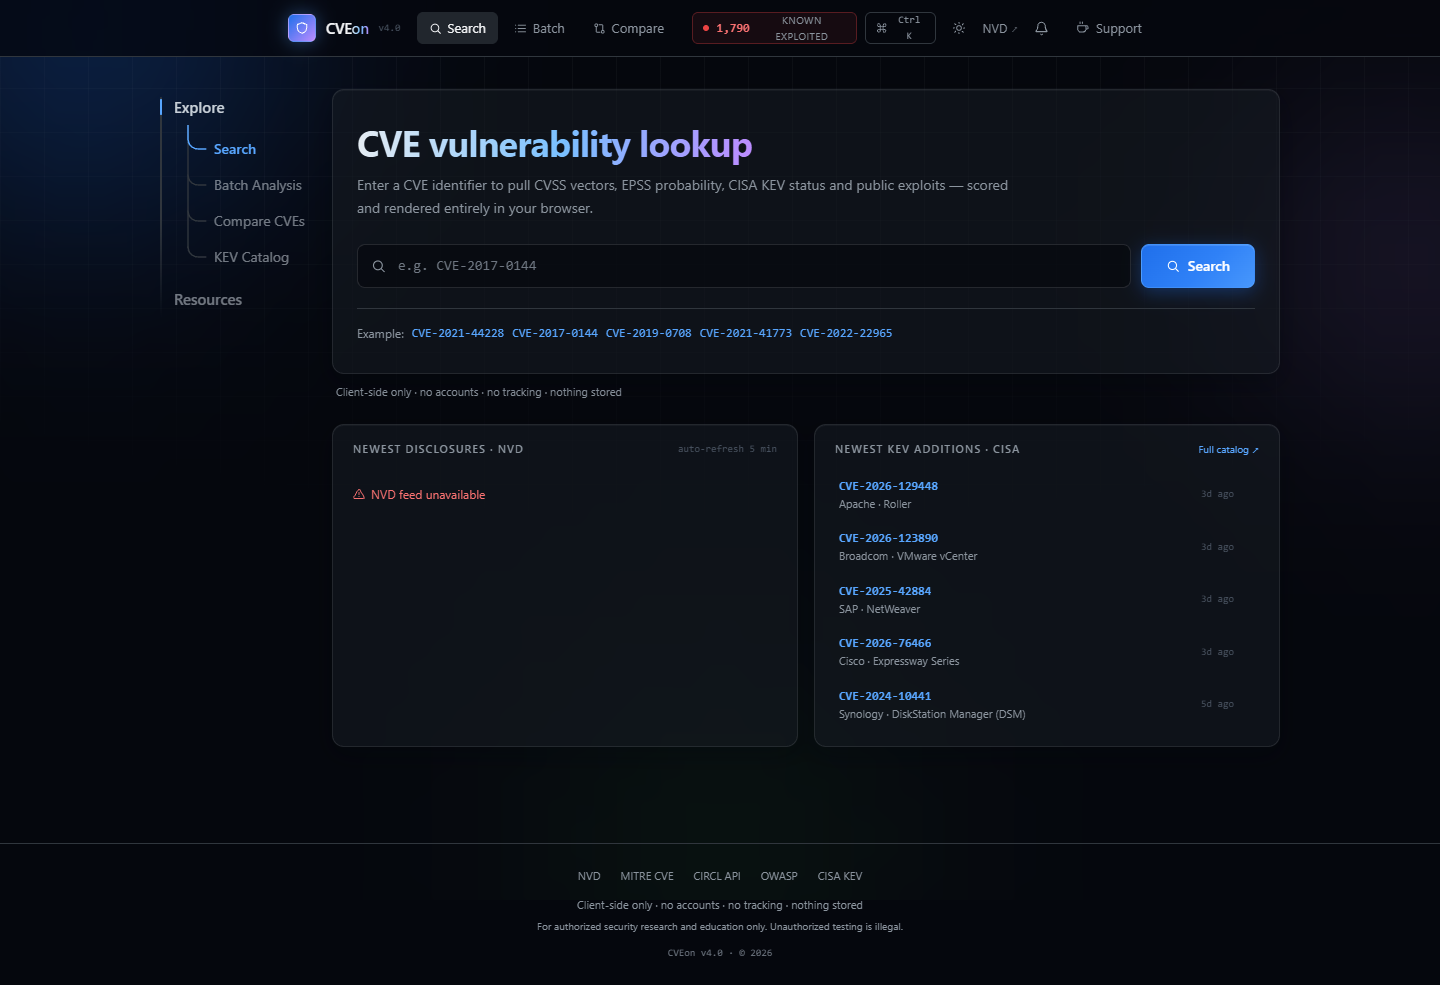 CVEon v4.0 Search Batch Compare 1,790 KNOWN EXPLOITED ⌘ Ctrl K NVD ↗ Support
Explore
Search
Batch Analysis
Compare CVEs
KEV Catalog
Resources
CVE vulnerability lookup
Enter a CVE identifier to pull CVSS vectors, EPSS probability, CISA KEV status and public exploits — scored
and rendered entirely in your browser.
e.g. CVE-2017-0144 Search
Example: CVE-2021-44228 CVE-2017-0144 CVE-2019-0708 CVE-2021-41773 CVE-2022-22965
Client-side only · no accounts · no tracking · nothing stored
NEWEST DISCLOSURES · NVD auto-refresh 5 min
NVD feed unavailable
NEWEST KEV ADDITIONS · CISA Full catalog ↗
CVE-2026-129448 3d ago
Apache · Roller
CVE-2026-123890 3d ago
Broadcom · VMware vCenter
CVE-2025-42884 3d ago
SAP · NetWeaver
CVE-2026-76466 3d ago
Cisco · Expressway Series
CVE-2024-10441 5d ago
Synology · DiskStation Manager (DSM)
NVD MITRE CVE CIRCL API OWASP CISA KEV
Client-side only · no accounts · no tracking · nothing stored
For authorized security research and education only. Unauthorized testing is illegal.
CVEon v4.0 · © 2026